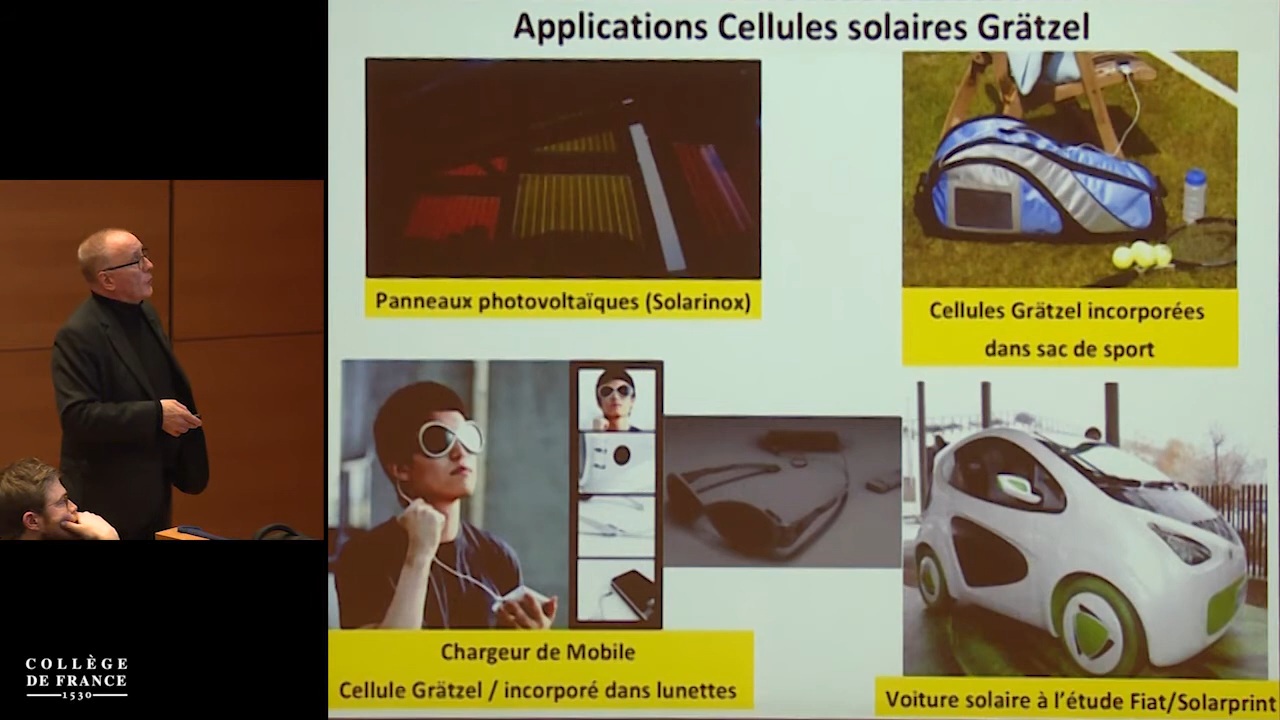 Applications Cellules solaires Grätzel
Panneaux photovoltaïques (Solarinox)
Cellules Grätzel incorporées
dans sac de sport
Chargeur de Mobile
Cellule Grätzel / incorporé dans lunettes
Voiture solaire à l'étude Fiat/Solarprint
COLLÈGE
DE FRANCE
1530